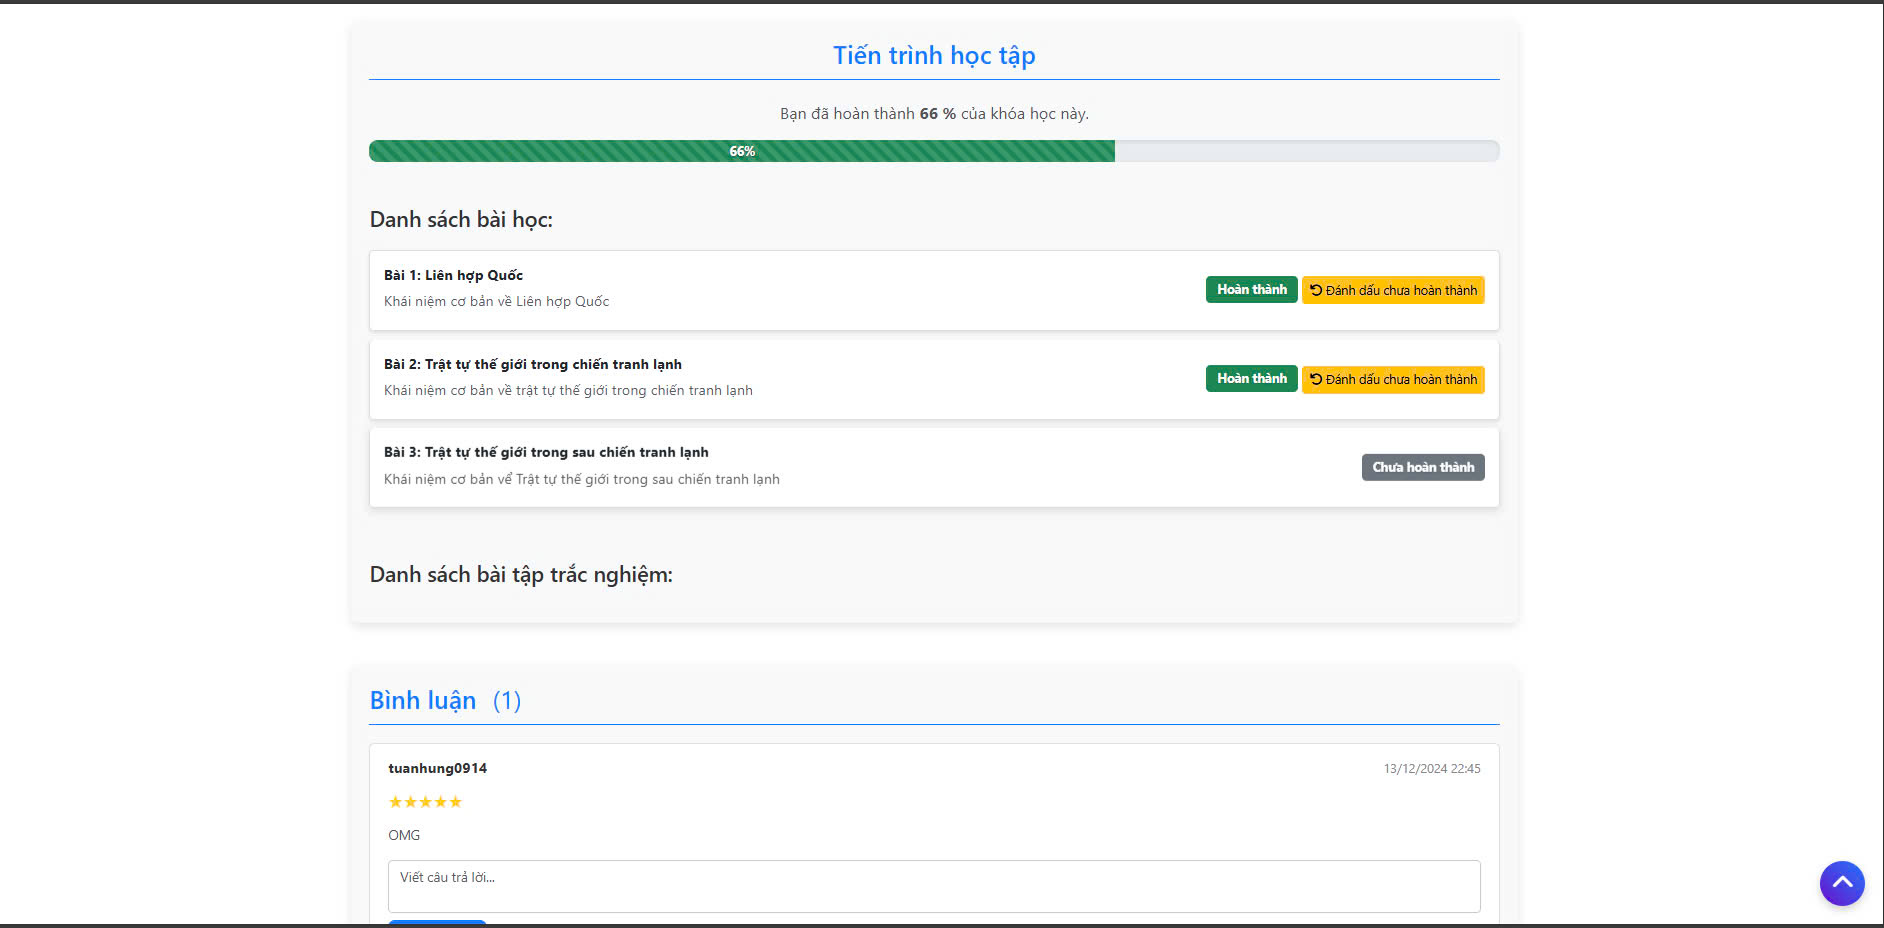 Tiến trình học tập
Bạn đã hoàn thành 66 % của khóa học này.
66%
Danh sách bài học:
Bài 1: Liên hợp Quốc
Khái niệm cơ bản về Liên hợp Quốc
Hoàn thành
Đánh dấu chưa hoàn thành
Bài 2: Trật tự thế giới trong chiến tranh lạnh
Khái niệm cơ bản về trật tự thế giới trong chiến tranh lạnh
Hoàn thành
Đánh dấu chưa hoàn thành
Bài 3: Trật tự thế giới trong sau chiến tranh lạnh
Khái niệm cơ bản vể Trật tự thế giới trong sau chiến tranh lạnh
Chưa hoàn thành
Danh sách bài tập trắc nghiệm:
Bình luận (1)
tuanhung0914
13/12/2024 22:45
★★★★★
OMG
Viết câu trả lời...